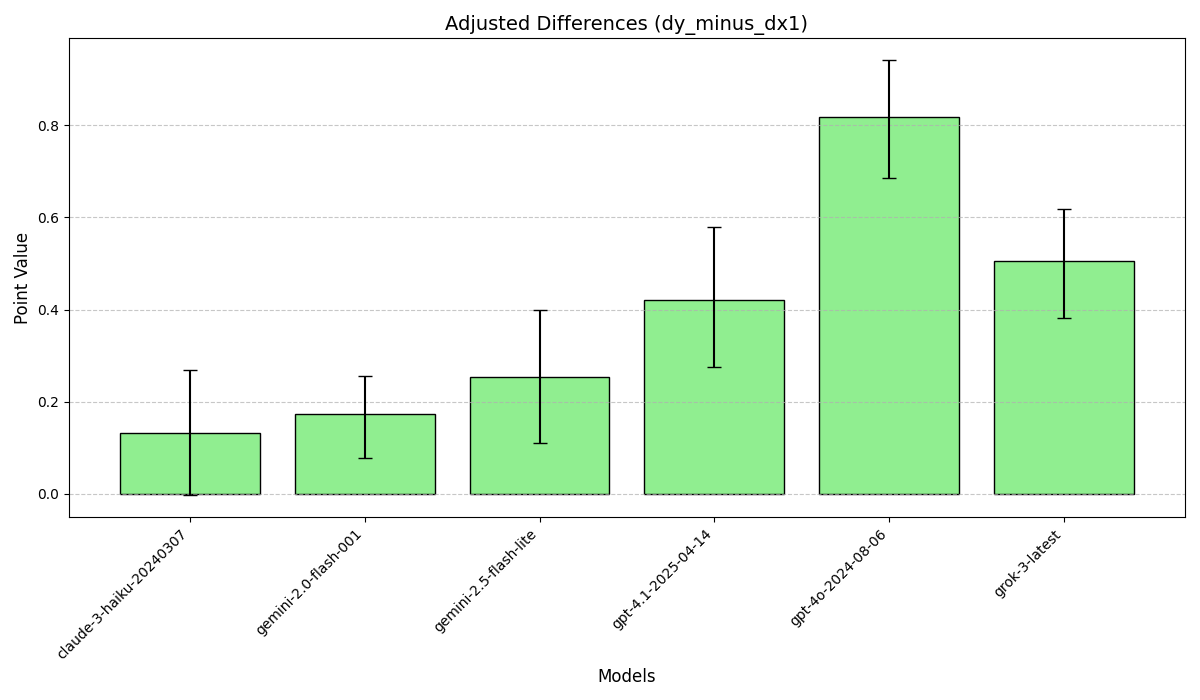 Adjusted Differences (dy_minus_dx1)
Point Value
0.8
0.6
0.4
0.2
0.0
claude-3-haiku-20240307
gemini-2.0-flash-001
gemini-2.5-flash-lite
gpt-4.1-2025-04-14
gpt-4o-2024-08-06
grok-3-latest
Models